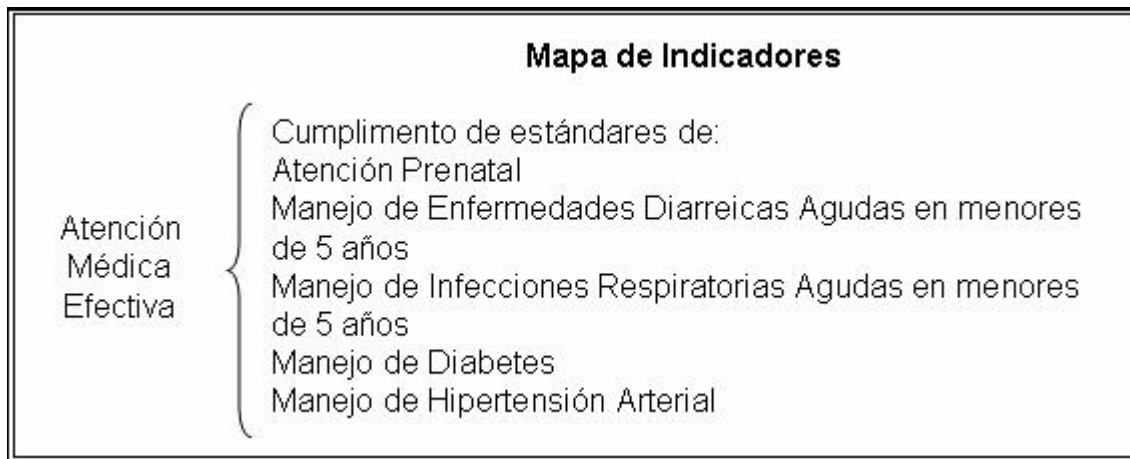 Mapa de Indicadores
Atención
Médica
Efectiva
Cumplimento de estándares de:
Atención Prenatal
Manejo de Enfermedades Diarreicas Agudas en menores
de 5 años
Manejo de Infecciones Respiratorias Agudas en menores
de 5 años
Manejo de Diabetes
Manejo de Hipertensión Arterial